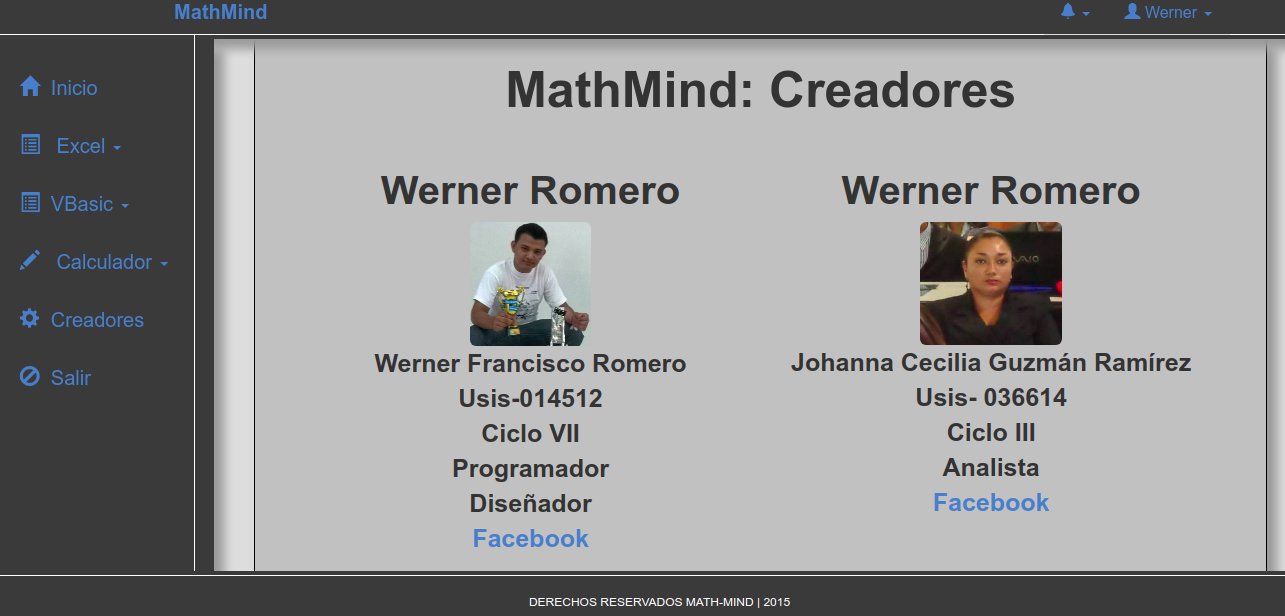 MathMind
Werner
Inicio
Excel
VBasic
Calculador
Creadores
Salir
MathMind: Creadores
Werner Romero
Werner Francisco Romero
Usis-014512
Ciclo VII
Programador
Diseñador
Facebook
Werner Romero
VAIO
Johanna Cecilia Guzmán Ramírez
Usis- 036614
Ciclo III
Analista
Facebook
DERECHOS RESERVADOS MATH-MIND | 2015